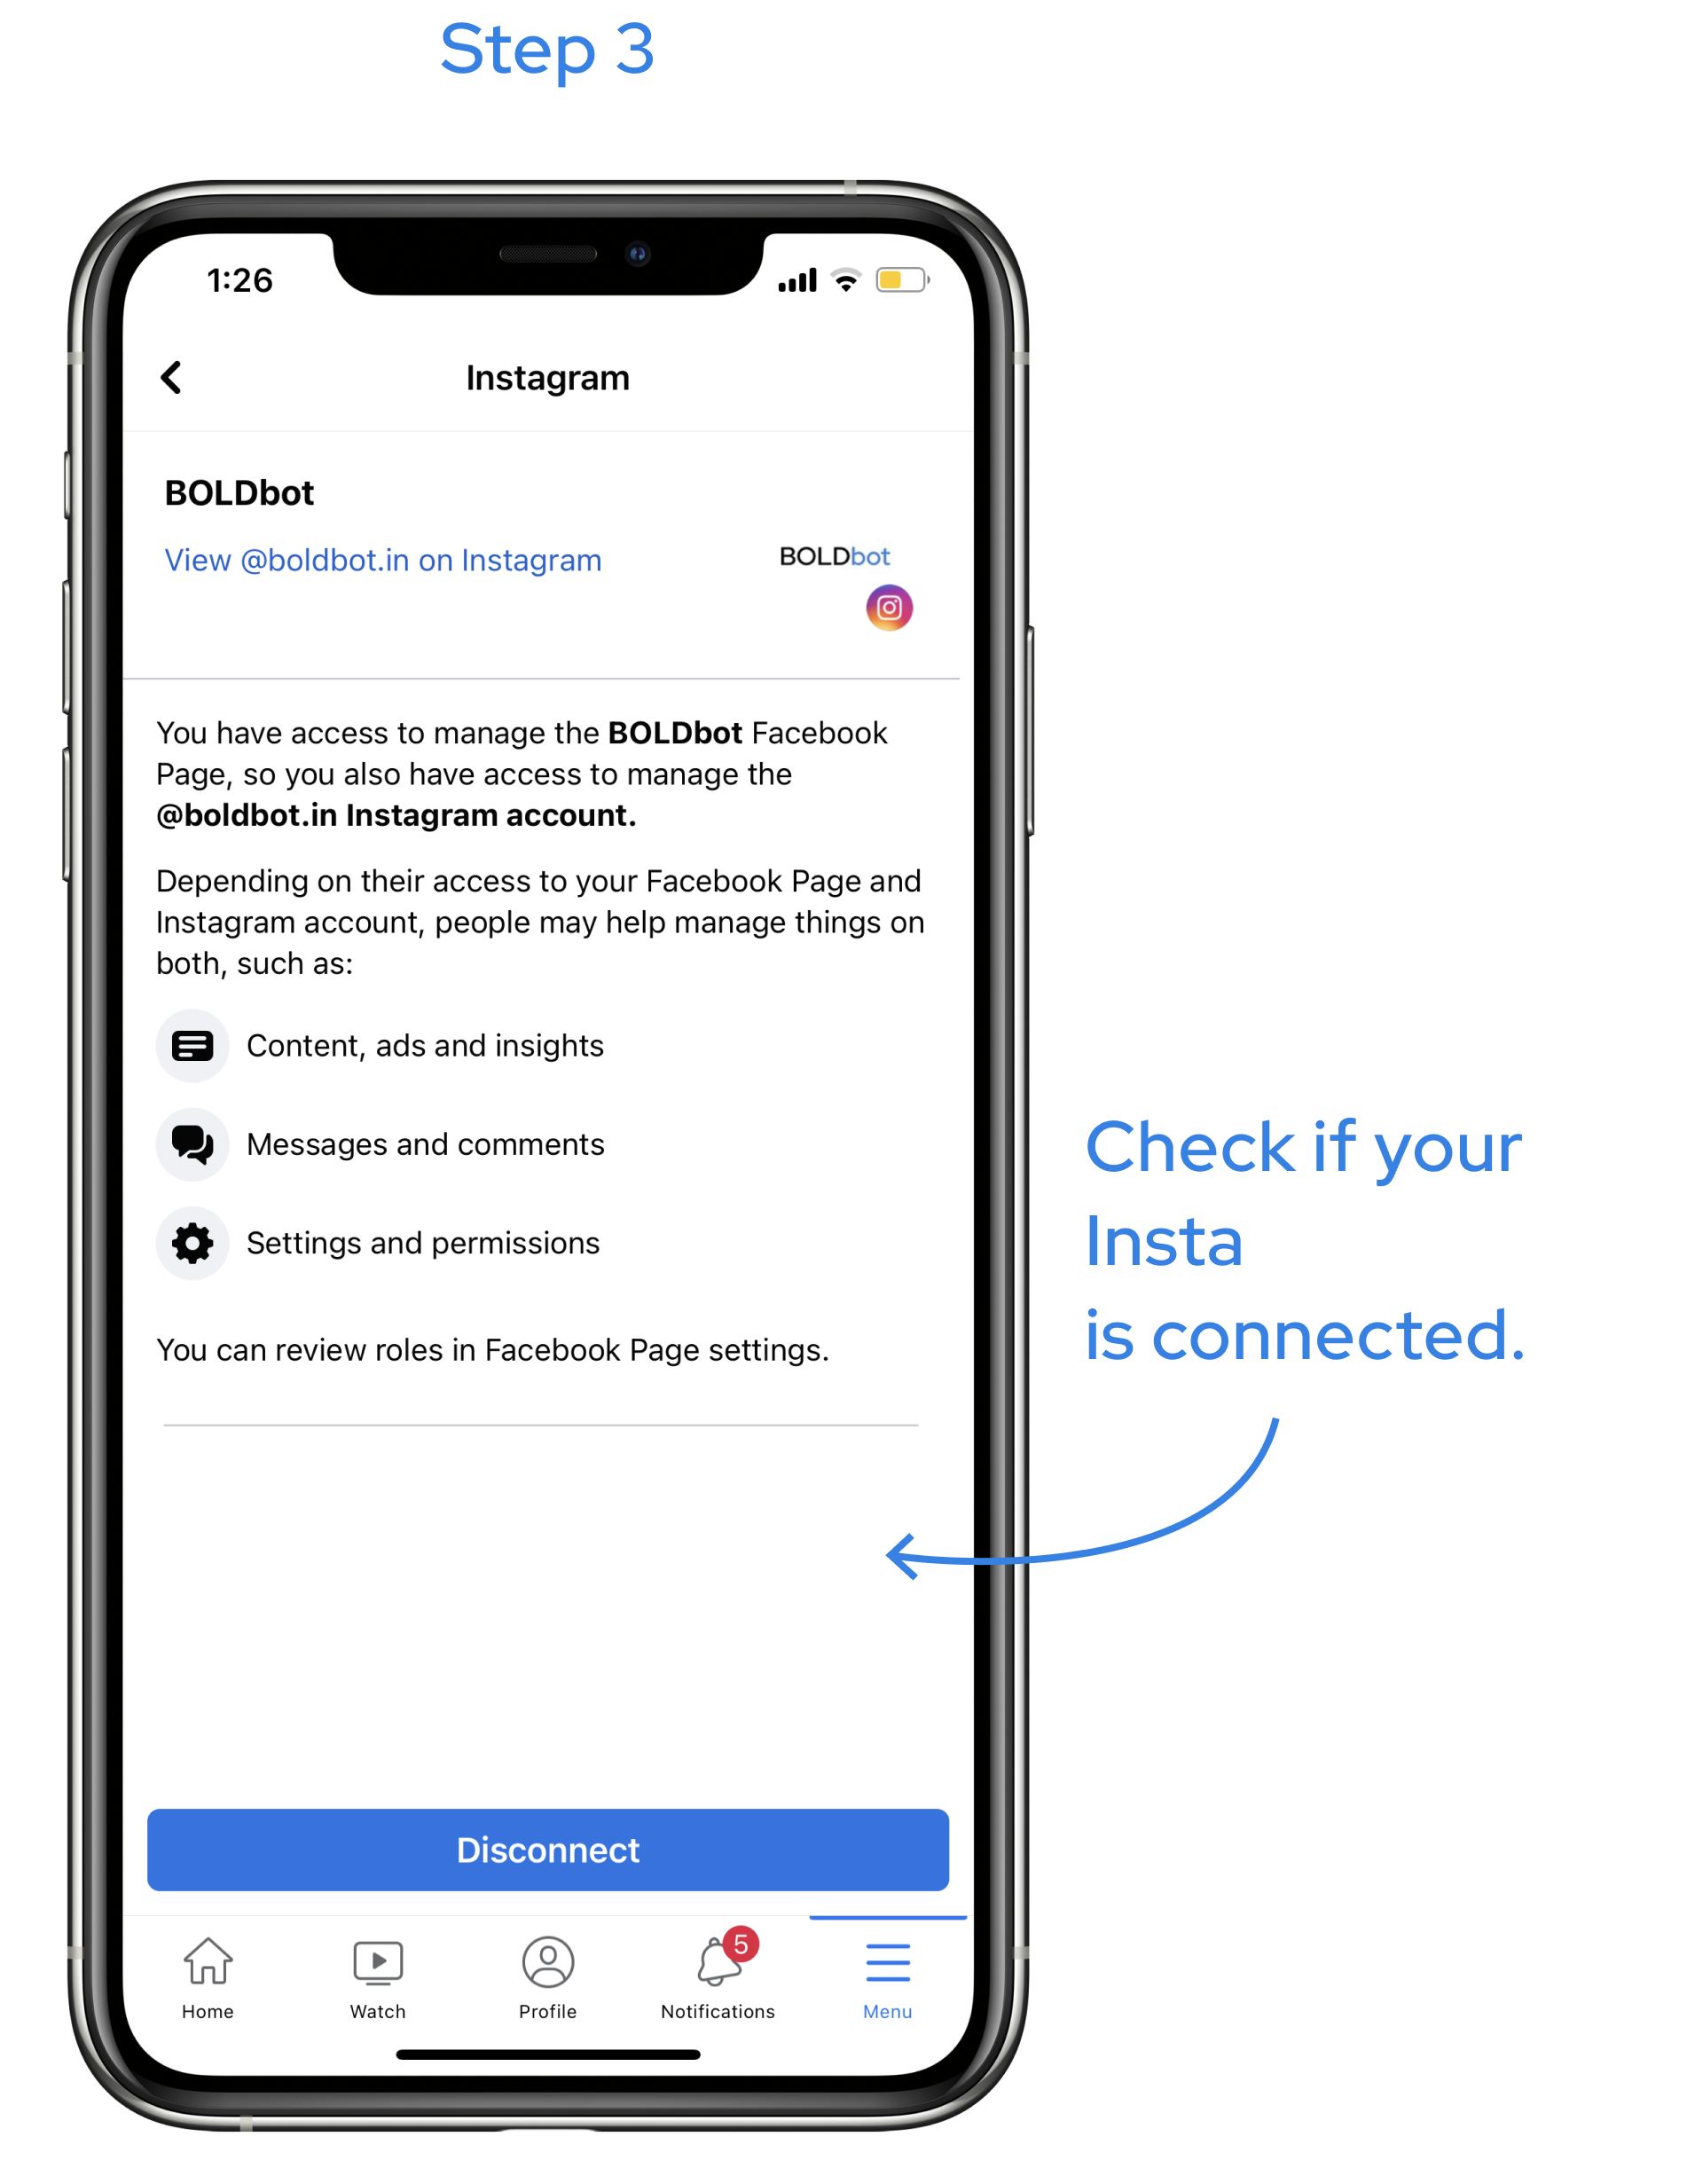 Step 3
1:26
Instagram
BOLDbot
View @boldbot.in on Instagram
BOLDbot
You have access to manage the BOLDbot Facebook
Page, so you also have access to manage the
@boldbot.in Instagram account.
Depending on their access to your Facebook Page and
Instagram account, people may help manage things on
both, such as:
Content, ads and insights
Messages and comments
Settings and permissions
You can review roles in Facebook Page settings.
Check if your
Insta
is connected.
Disconnect
5
Home
Watch
Profile
Notifications
Menu